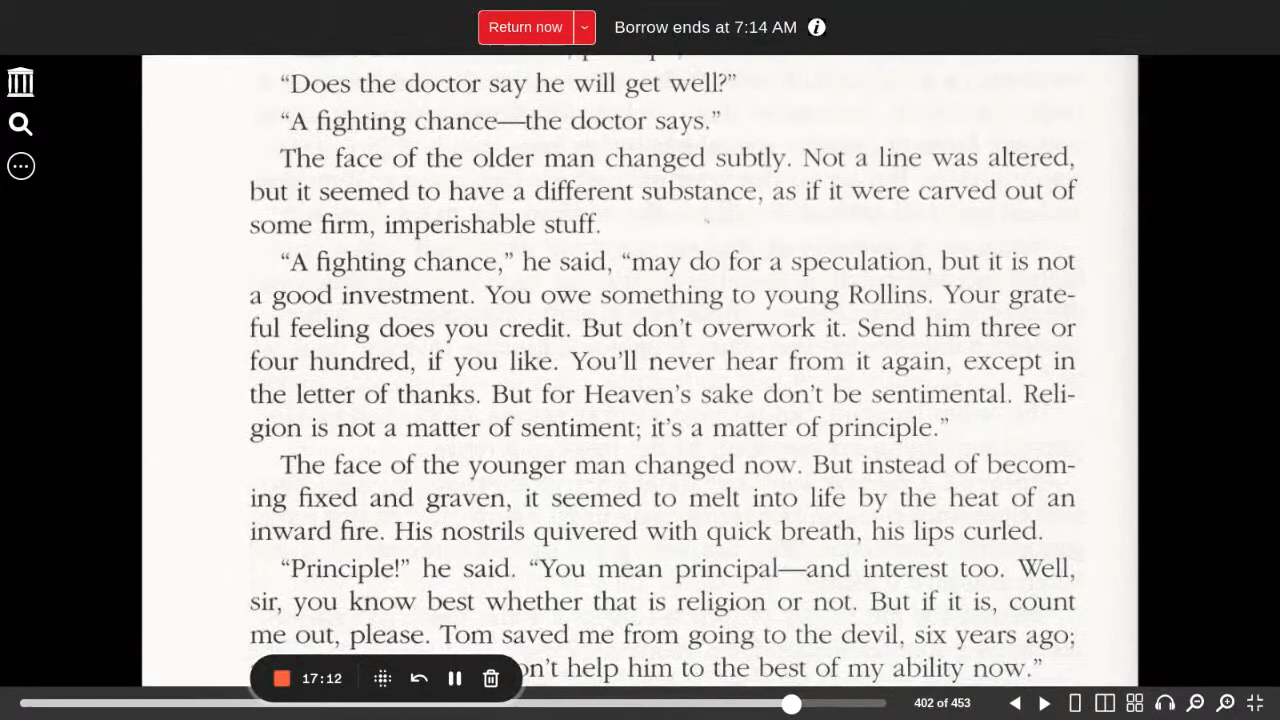 Return now
Borrow ends at 7:14 AM
“Does the doctor say he will get well?”
“A fighting chance—the doctor says.”
The face of the older man changed subtly. Not a line was altered,
but it seemed to have a different substance, as if it were carved out of
some firm, imperishable stuff.
“A fighting chance,” he said, “may do for a speculation, but it is not
a good investment. You owe something to young Rollins. Your grate-
ful feeling does you credit. But don’t overwork it. Send him three or
four hundred, if you like. You’ll never hear from it again, except in
the letter of thanks. But for Heaven’s sake don’t be sentimental. Reli-
gion is not a matter of sentiment; it’s a matter of principle.”
The face of the younger man changed now. But instead of becom-
ing fixed and graven, it seemed to melt into life by the heat of an
inward fire. His nostrils quivered with quick breath, his lips curled.
“Principle!” he said. “You mean principal—and interest too. Well,
sir, you know best whether that is religion or not. But if it is, count
me out, please. Tom saved me from going to the devil, six years ago;
help him to the best of my ability now.”
17:12
402 of 453